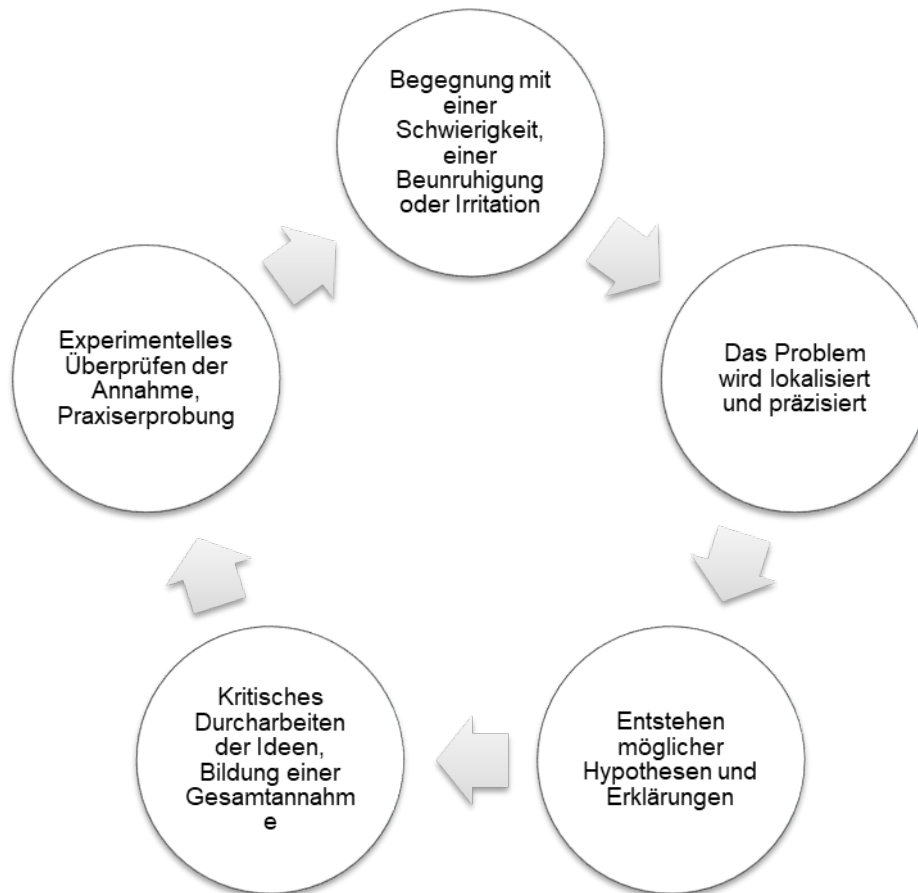 Begegnung mit
einer
Schwierigkeit,
einer
Beunruhigung
oder Irritation
Das Problem
wird lokalisiert
und präzisiert
Entstehen
möglicher
Hypothesen und
Erklärungen
Kritisches
Durcharbeiten
der Ideen,
Bildung einer
Gesamtannahm
e
Experimentelles
Überprüfen der
Annahme,
Praxiserprobung